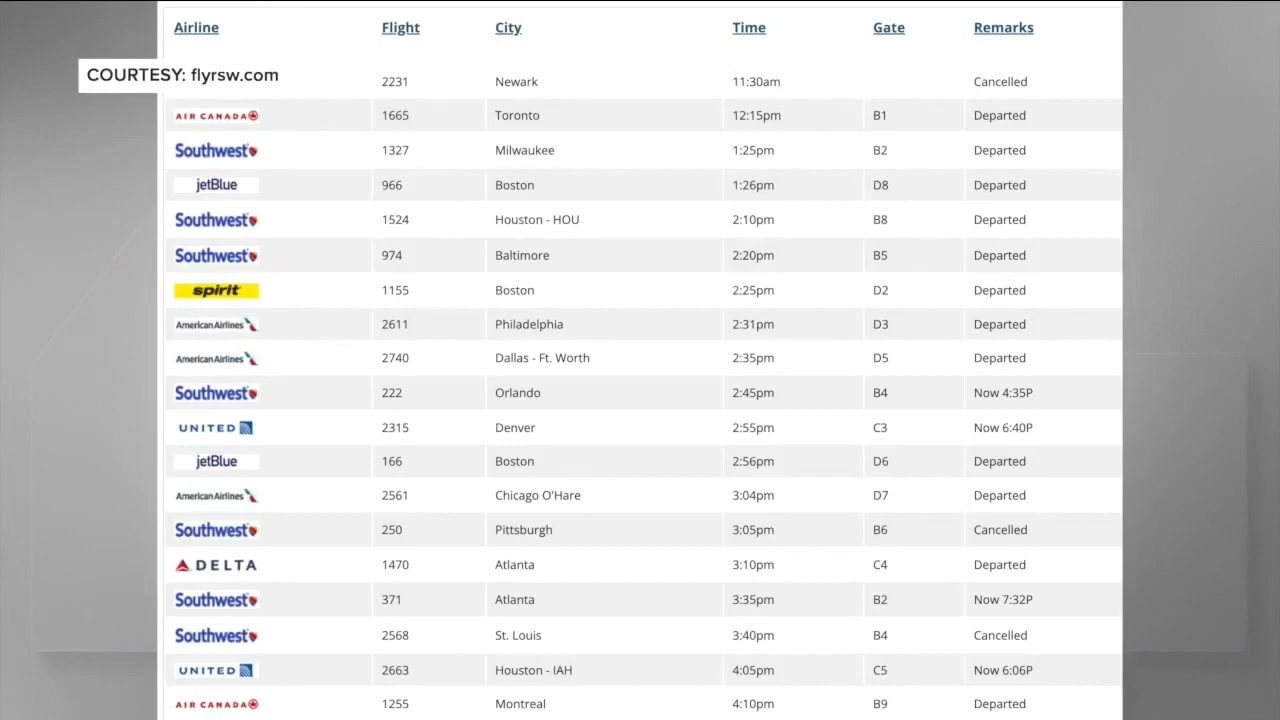 Airline Flight City Time Gate Remarks
COURTESY: flyrsw.com
2231 Newark 11:30am Cancelled
AIR CANADA 1665 Toronto 12:15pm B1 Departed
Southwest 1327 Milwaukee 1:25pm B2 Departed
jetBlue 966 Boston 1:26pm D8 Departed
Southwest 1524 Houston - HOU 2:10pm B8 Departed
Southwest 974 Baltimore 2:20pm B5 Departed
spirit 1155 Boston 2:25pm D2 Departed
American Airlines 2611 Philadelphia 2:31pm D3 Departed
American Airlines 2740 Dallas - Ft. Worth 2:35pm D5 Departed
Southwest 222 Orlando 2:45pm B4 Now 4:35P
UNITED 2315 Denver 2:55pm C3 Now 6:40P
jetBlue 166 Boston 2:56pm D6 Departed
American Airlines 2561 Chicago O'Hare 3:04pm D7 Departed
Southwest 250 Pittsburgh 3:05pm B6 Cancelled
DELTA 1470 Atlanta 3:10pm C4 Departed
Southwest 371 Atlanta 3:35pm B2 Now 7:32P
Southwest 2568 St. Louis 3:40pm B4 Cancelled
UNITED 2663 Houston - IAH 4:05pm C5 Now 6:06P
AIR CANADA 1255 Montreal 4:10pm B9 Departed